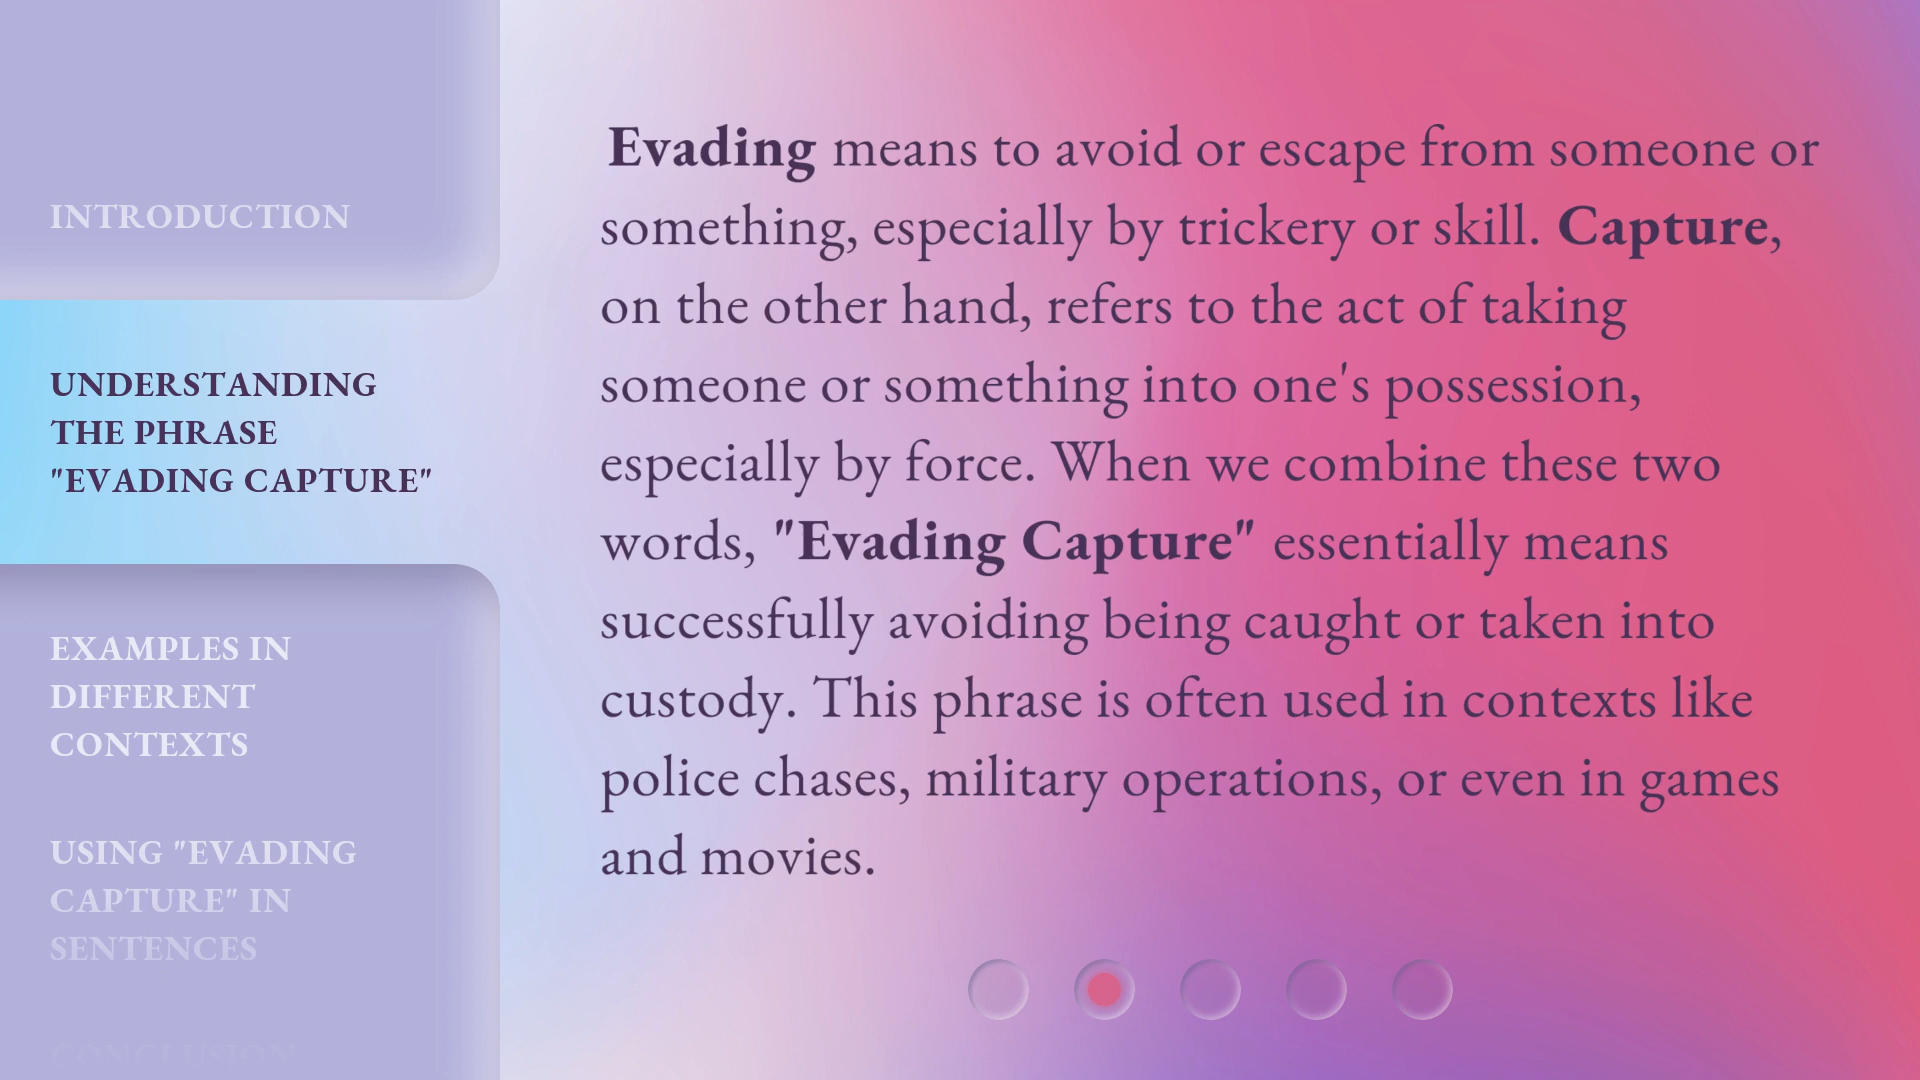 INTRODUCTION
UNDERSTANDING
THE PHRASE
"EVADING CAPTURE"
EXAMPLES IN
DIFFERENT
CONTEXTS
USING "EVADING
CAPTURE" IN
SENTENCES
CONCLUSION
Evading means to avoid or escape from someone or
something, especially by trickery or skill. Capture,
on the other hand, refers to the act of taking
someone or something into one's possession,
especially by force. When we combine these two
words, "Evading Capture" essentially means
successfully avoiding being caught or taken into
custody. This phrase is often used in contexts like
police chases, military operations, or even in games
and movies.